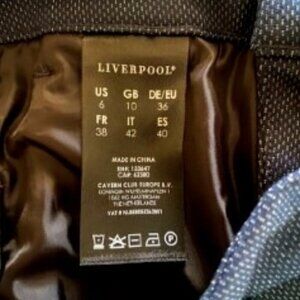 LIVERPOOL®
US GB DE/EU
6 10 36
FR IT ES
38 42 40
MADE IN CHINA
CAVERN CLUB EUROPE B.V.
THE NETHERLANDS
P